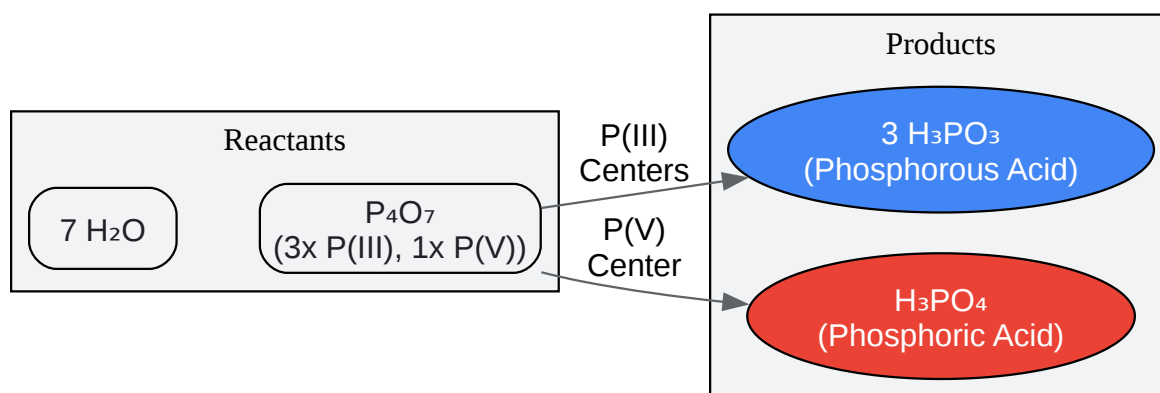 Reactants
7 H₂O
P₄O₇
(3x P(III), 1x P(V))
P(III)
Centers
P(V)
Center
Products
3 H₃PO₃
(Phosphorous Acid)
H₃PO₄
(Phosphoric Acid)